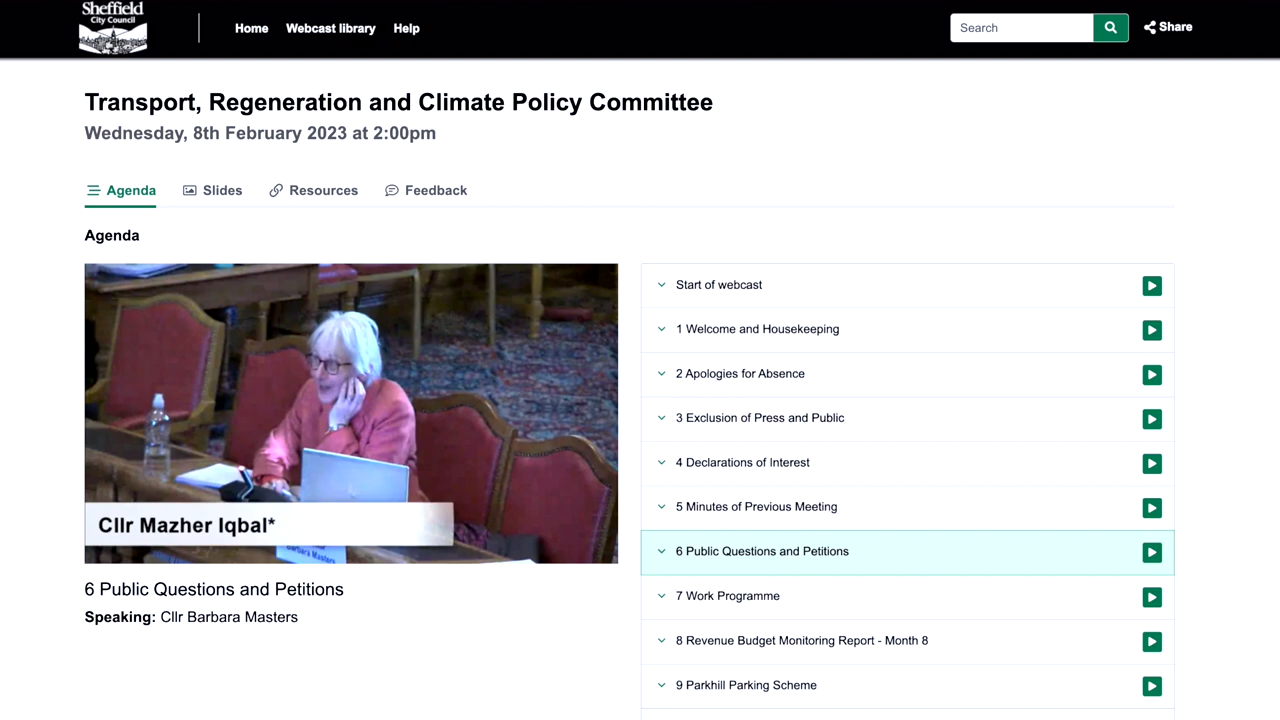 Sheffield
City Council
Home
Webcast library
Help
Search
Share
Transport, Regeneration and Climate Policy Committee
Wednesday, 8th February 2023 at 2:00pm
Agenda
Slides
Resources
Feedback
Agenda
Cllr Mazher Iqbal*
Barbara Masters
6 Public Questions and Petitions
Speaking: Cllr Barbara Masters
Start of webcast
1 Welcome and Housekeeping
2 Apologies for Absence
3 Exclusion of Press and Public
4 Declarations of Interest
5 Minutes of Previous Meeting
6 Public Questions and Petitions
7 Work Programme
8 Revenue Budget Monitoring Report - Month 8
9 Parkhill Parking Scheme